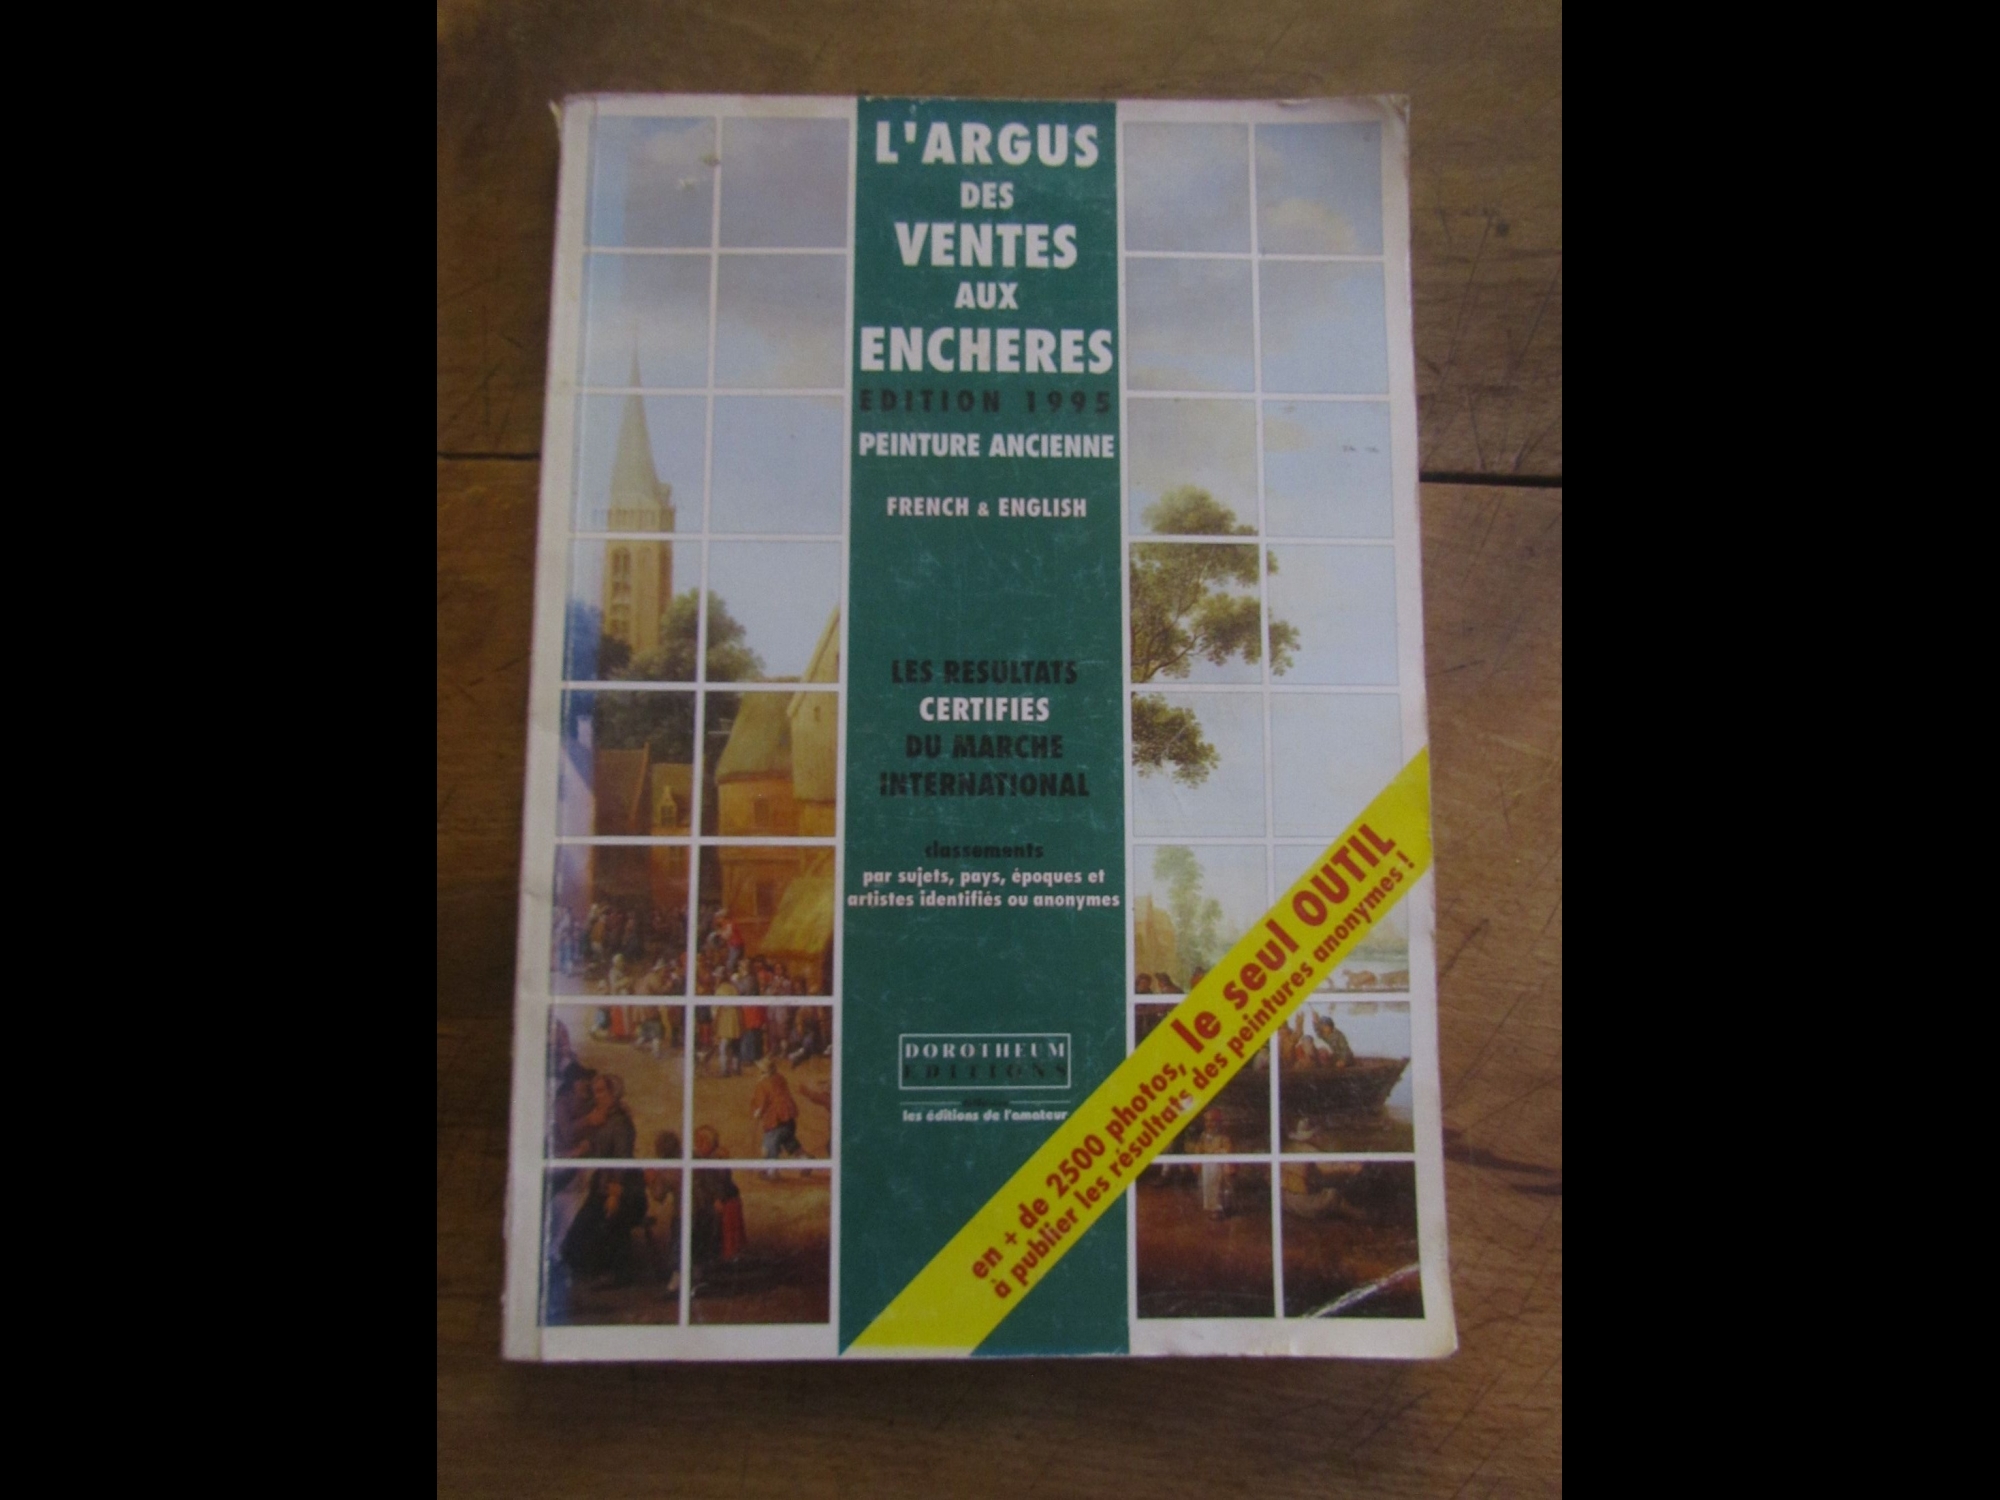 L'ARGUS
DES
VENTES
AUX
ENCHERES
EDITION 1995
PEINTURE ANCIENNE
FRENCH & ENGLISH
LES RESULTATS
CERTIFIES
DU MARCHE
INTERNATIONAL
classements
par sujets, pays, époques et
artistes identifiés ou anonymes
DOROTHEUM
EDITIONS
les éditions de l'amateur
en + de 2500 photos, le seul OUTIL
à publier les résultats des peintures anonymes !